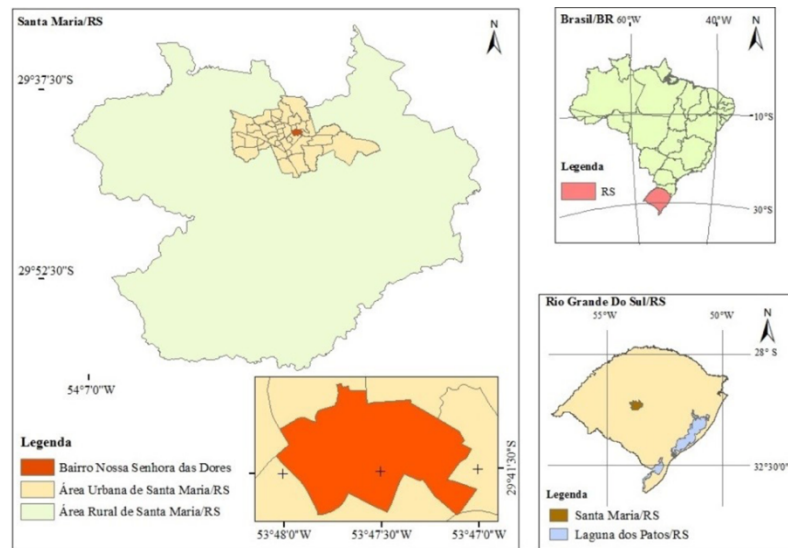 Santa Maria/RS
N
29°37'30"S
29°52'30"S
54°7'0"W
Legenda
Bairro Nossa Senhora das Dores
Área Urbana de Santa Maria/RS
Área Rural de Santa Maria/RS
29°41'30"S
53°48'0"W
53°47'30"W
53°47'0"W
Brasil/BR
60°W
40°W
N
10°S
30°S
Legenda
RS
Rio Grande Do Sul/RS
55°W
50°W
N
28° S
32°30'0"S
Legenda
Santa Maria/RS
Laguna dos Patos/RS